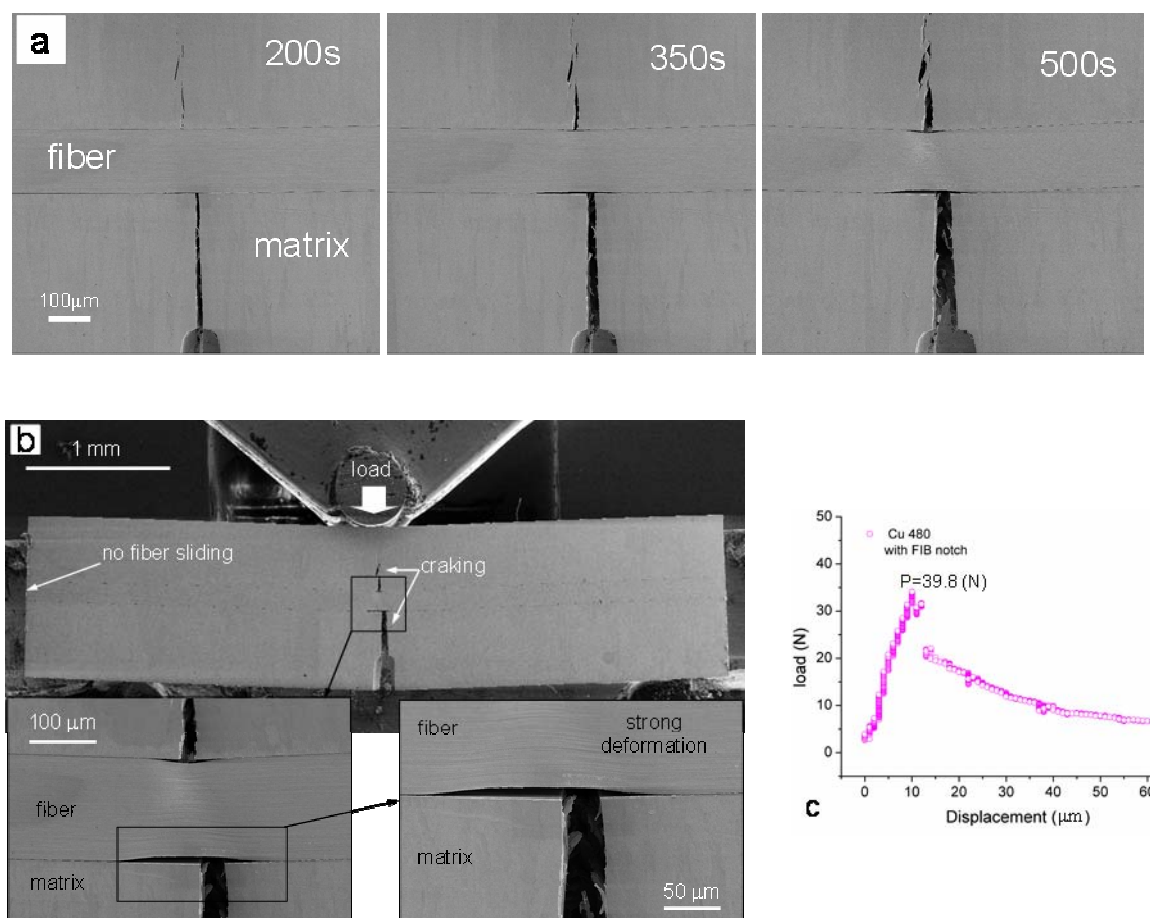 a
200s
350s
500s
fiber
matrix
100µm
b
1 mm
load
no fiber sliding
craking
100 µm
fiber
matrix
fiber
strong
deformation
matrix
50 µm
50
40
30
20
10
0
Cu 480
with FIB notch
P=39.8 (N)
load (N)
c
0 10 20 30 40 50 60
Displacement (µm)